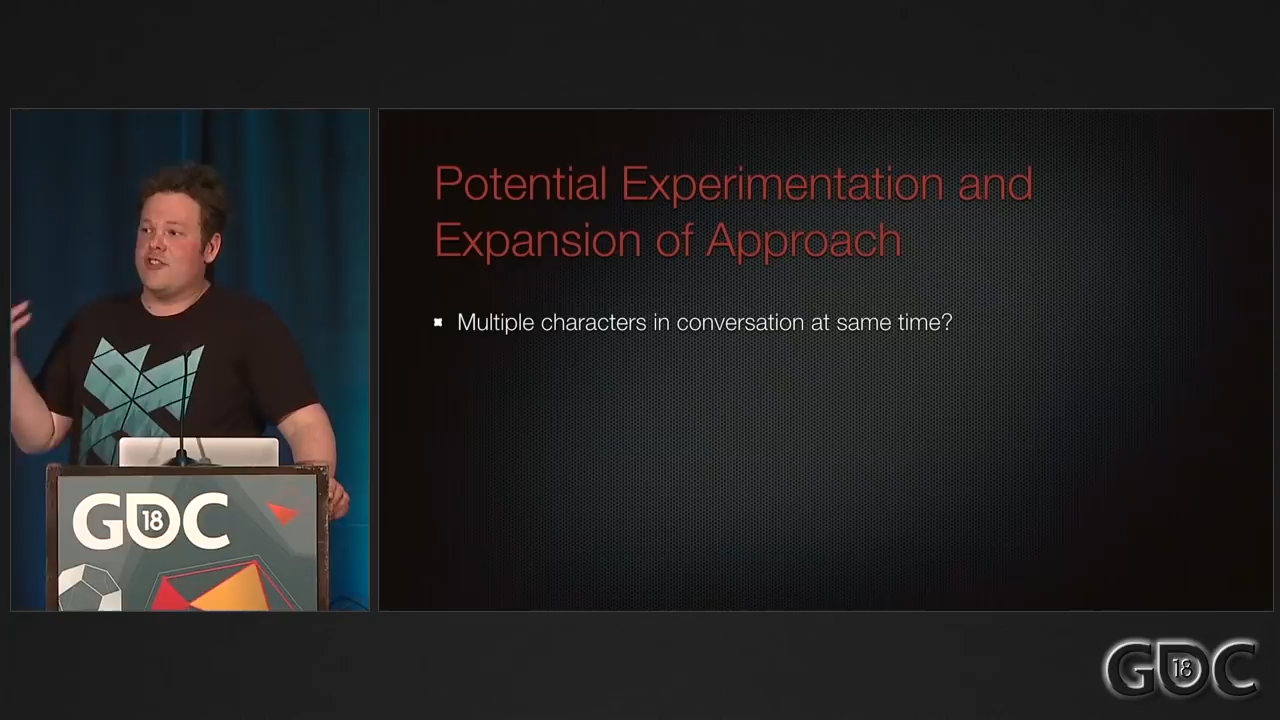 Potential Experimentation and
Expansion of Approach
Multiple characters in conversation at same time?
GDC
18
GDC
18